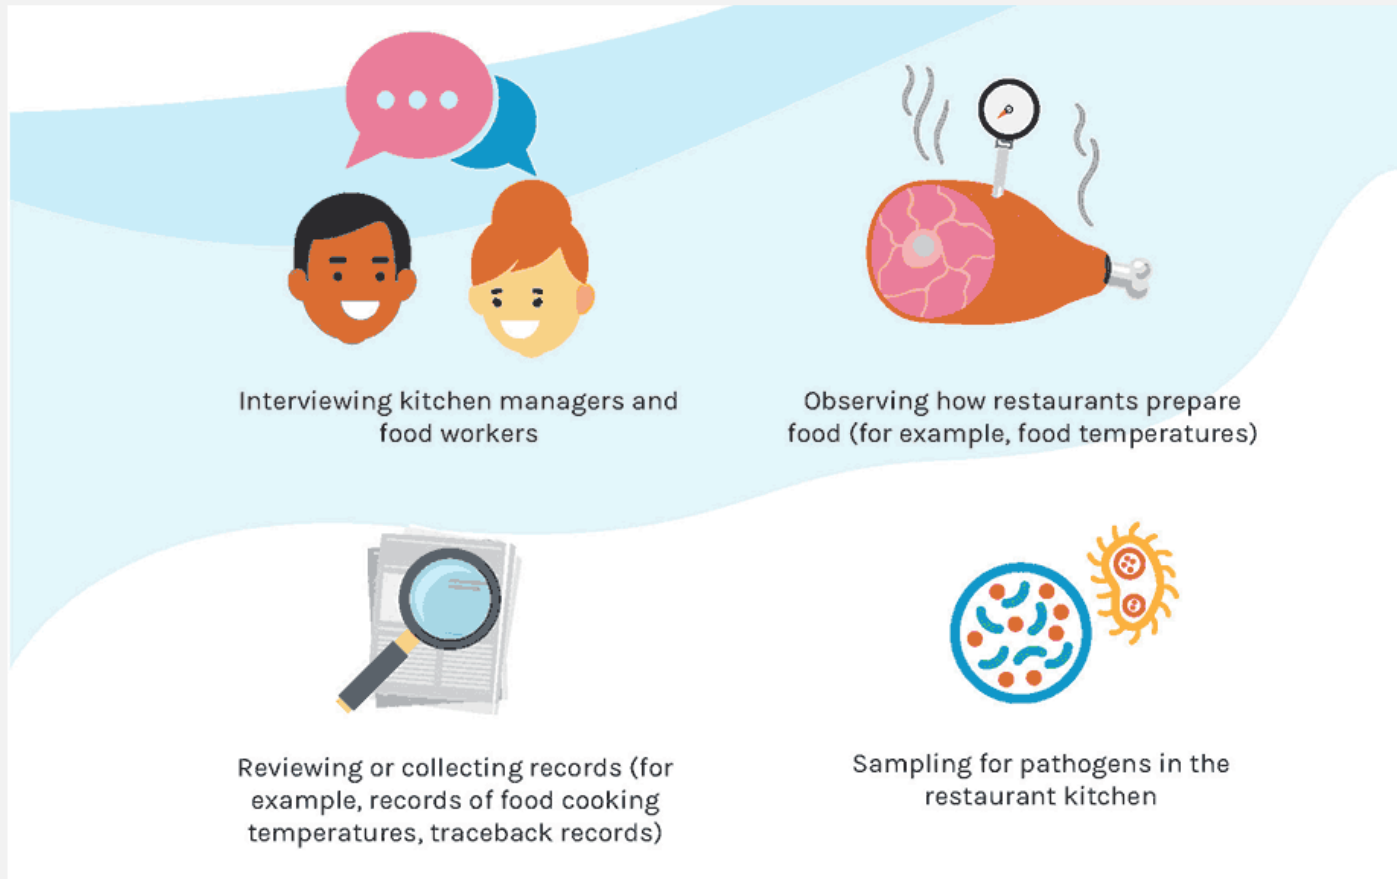 Interviewing kitchen managers and
food workers
Observing how restaurants prepare
food (for example, food temperatures)
Reviewing or collecting records (for
example, records of food cooking
temperatures, traceback records)
Sampling for pathogens in the
restaurant kitchen